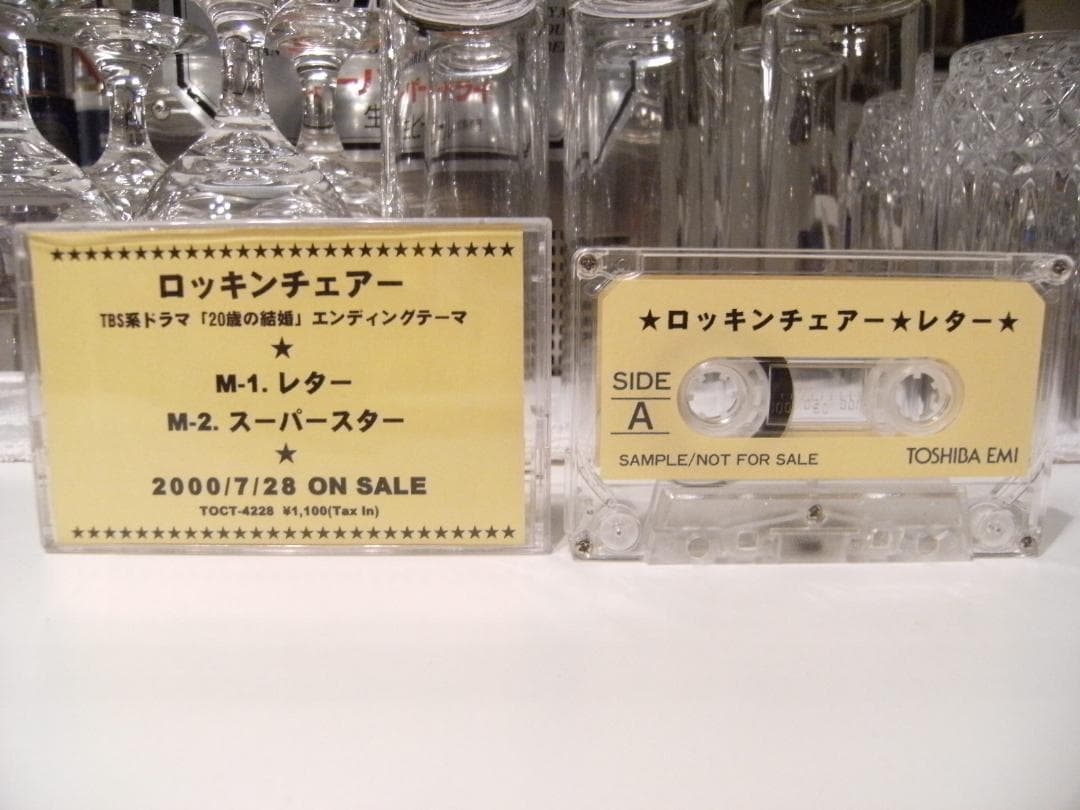 ★★★★★★★★★★★★★★★★★★★★★★★★★★★★★★
ロッキンチェアー
TBS系ドラマ「20歳の結婚」エンディングテーマ
★
M-1. レター
M-2. スーパースター
★
2000/7/28 ON SALE
TOCT-4228 ¥1,100(Tax In)
★★★★★★★★★★★★★★★★★★★★★★★★★★★★★★
★ロッキンチェアー★レター★
SIDE
A
SAMPLE/NOT FOR SALE
TOSHIBA EMI